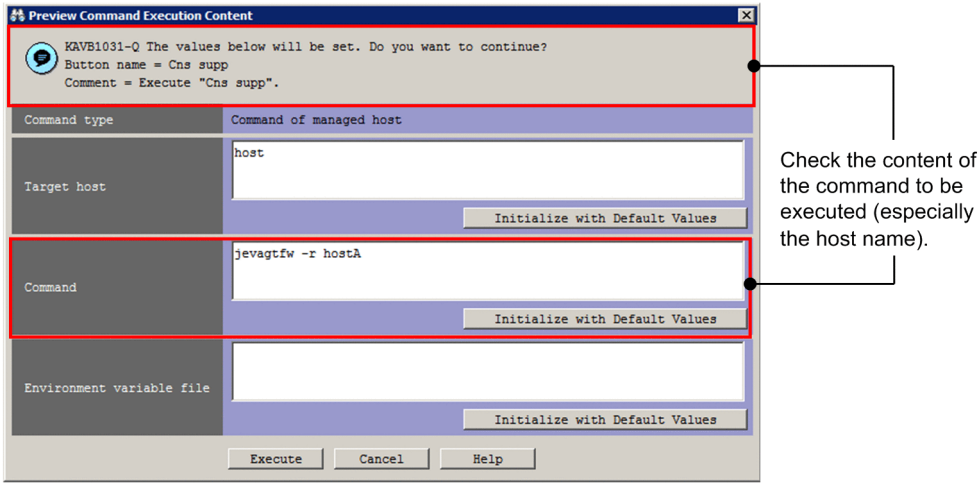 Preview Command Execution Content
KAVB1031-Q The values below will be set. Do you want to continue?
Button name = Cns supp
Comment = Execute "Cns supp".
Command type
Command of managed host
Target host
host
Initialize with Default Values
Command
jevagtfw -r hostA
Initialize with Default Values
Environment variable file
Initialize with Default Values
Execute
Cancel
Help
Check the content of
the command to be
executed (especially
the host name).